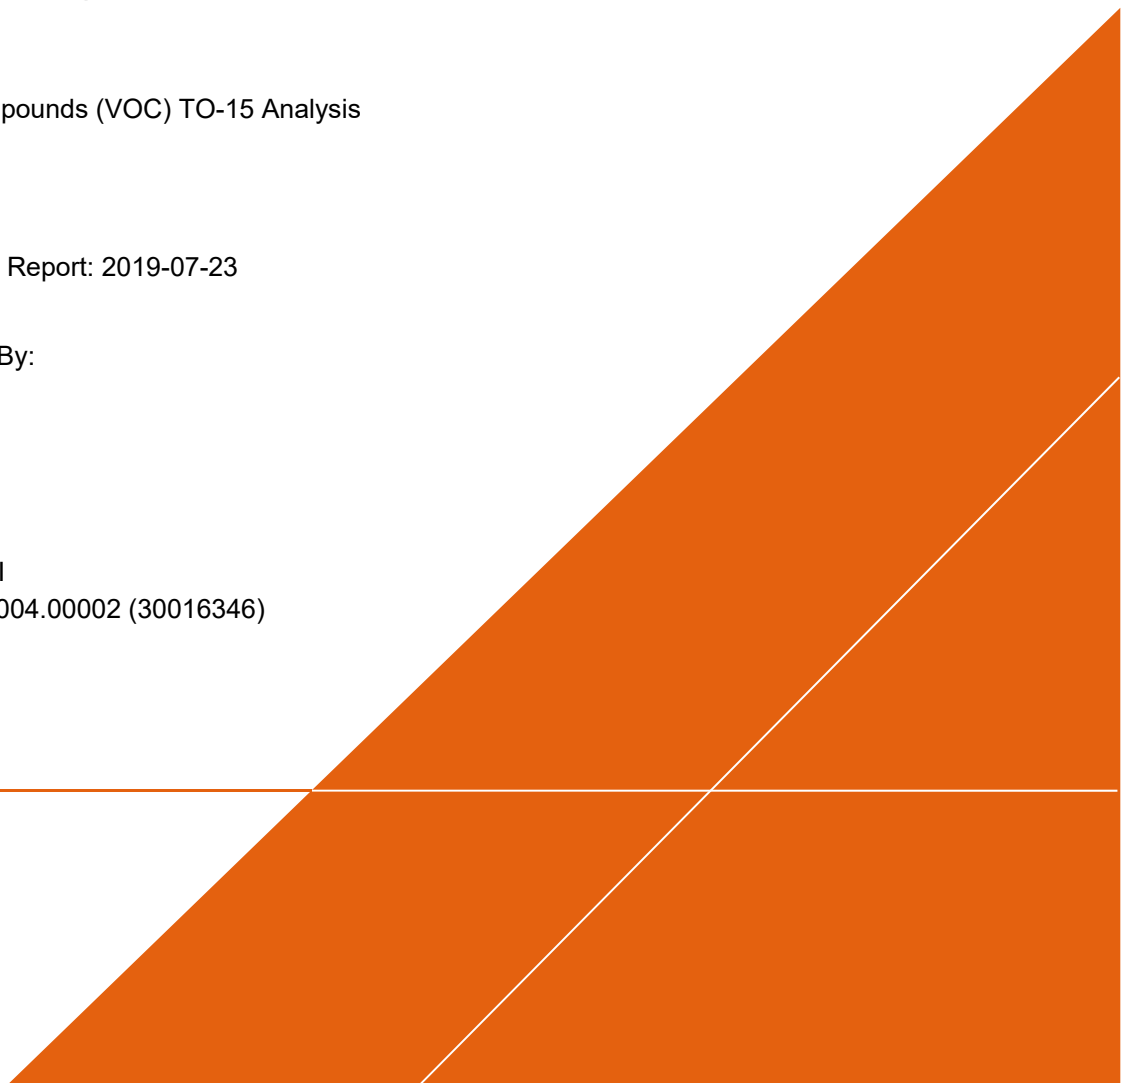 pounds (VOC) TO-15 Analysis
Report: 2019-07-23
By:
004.00002 (30016346)